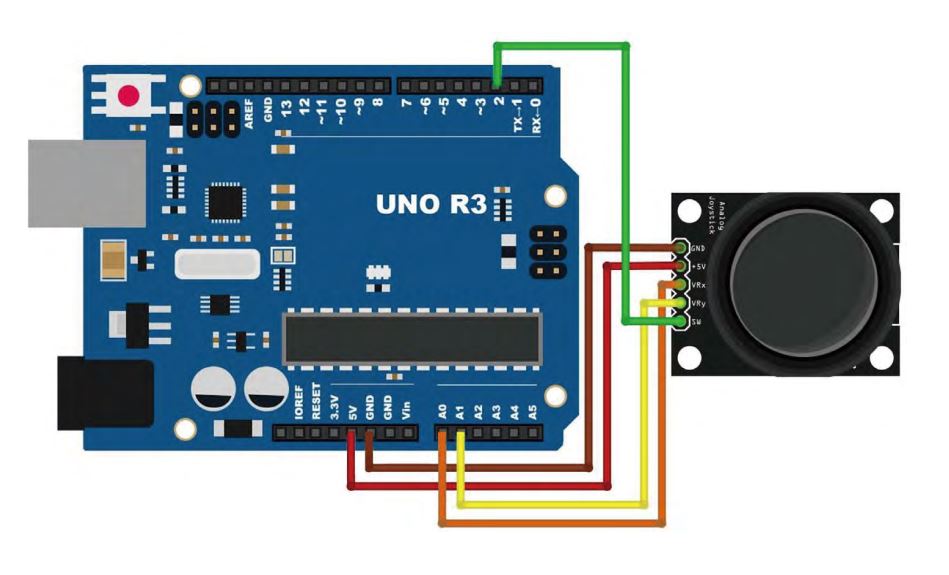 AREF
GND
13
12
~11
~10
~9
8
7
~6
~5
4
~3
2
TX→1
RX←0
UNO R3
Analog
Joystick
GND
+5V
VRx
VRy
SW
IOREF
RESET
3.3V
5V
GND
GND
Vin
A0
A1
A2
A3
A4
A5